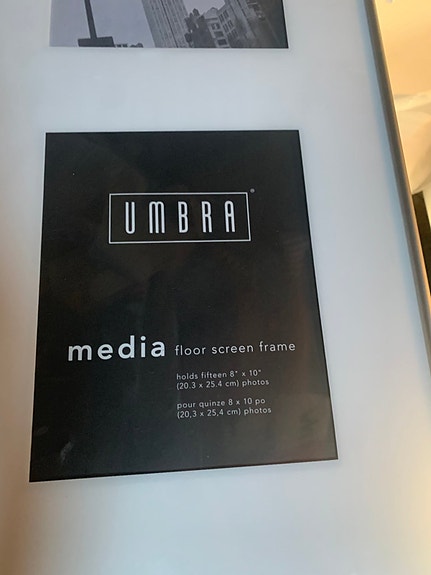 UMBRA®
media floor screen frame
holds fifteen 8" x 10"
(20.3 x 25.4 cm) photos
pour quinze 8 x 10 po
(20,3 x 25,4 cm) photos